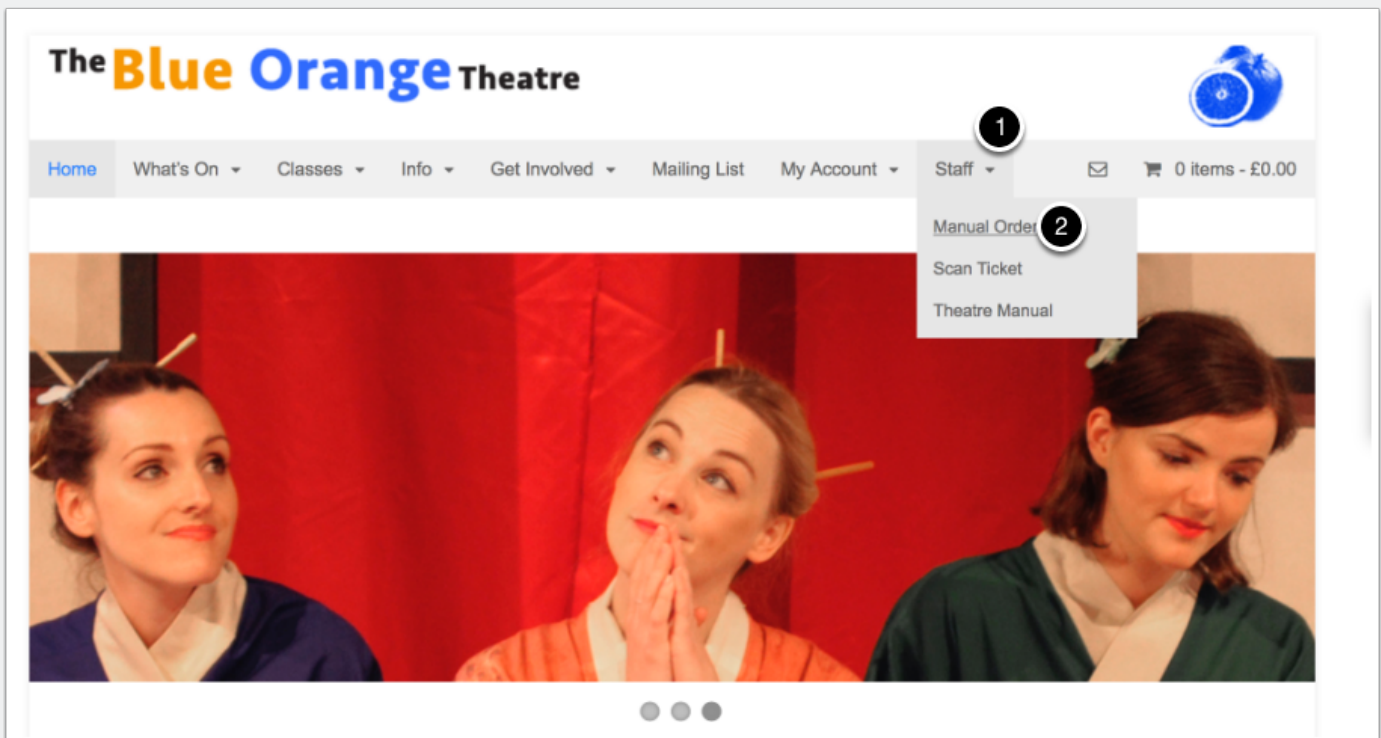 The Blue Orange Theatre
1
Home What's On Classes Info Get Involved Mailing List My Account Staff 0 items - £0.00
Manual Order 2
Scan Ticket
Theatre Manual